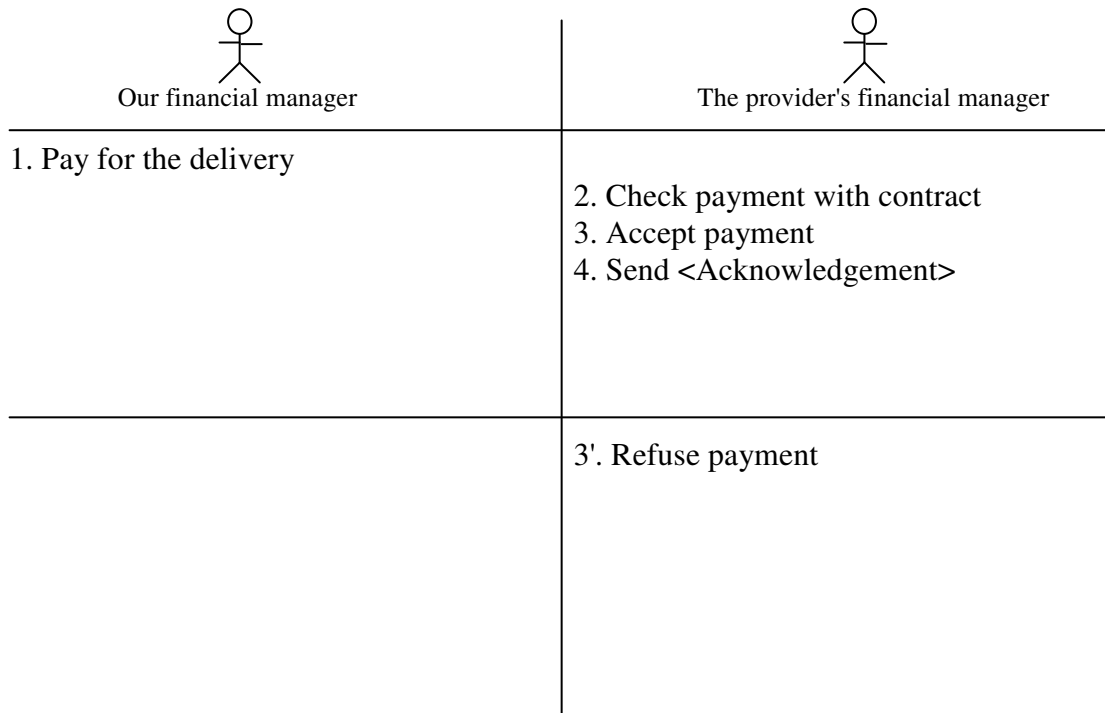 Our financial manager
The provider's financial manager
1. Pay for the delivery
2. Check payment with contract
3. Accept payment
4. Send <Acknowledgement>
3'. Refuse payment